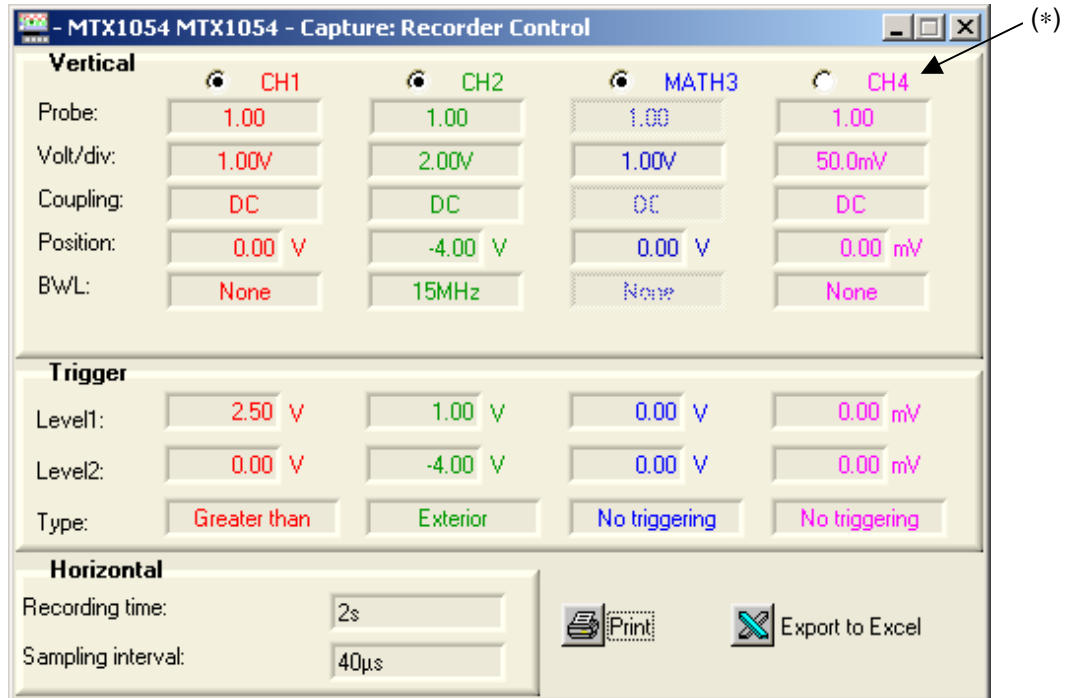 - MTX1054 MTX1054 - Capture: Recorder Control
(*)
Vertical
CH1 CH2 MATH3 CH4
Probe: 1.00 1.00 1.00 1.00
Volt/div: 1.00V 2.00V 1.00V 50.0mV
Coupling: DC DC DC DC
Position: 0.00 V -4.00 V 0.00 V 0.00 mV
BWL: None 15MHz None None
Trigger
Level1: 2.50 V 1.00 V 0.00 V 0.00 mV
Level2: 0.00 V -4.00 V 0.00 V 0.00 mV
Type: Greater than Exterior No triggering No triggering
Horizontal
Recording time: 2s
Print Export to Excel
Sampling interval: 40µs